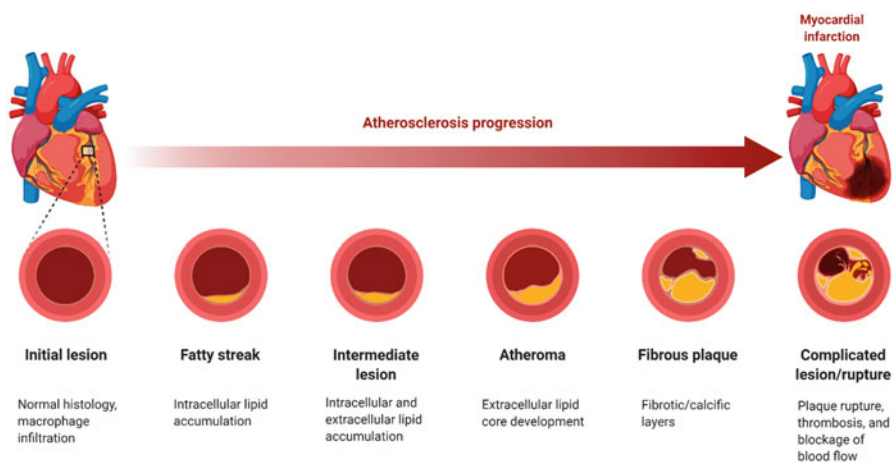 Myocardial
infarction
Atherosclerosis progression
Initial lesion
Normal histology,
macrophage
infiltration
Fatty streak
Intracellular lipid
accumulation
Intermediate
lesion
Intracellular and
extracellular lipid
accumulation
Atheroma
Extracellular lipid
core development
Fibrous plaque
Fibrotic/calcific
layers
Complicated
lesion/rupture
Plaque rupture,
thrombosis, and
blockage of
blood flow